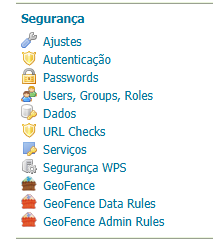 Segurança
Ajustes
Autenticação
Passwords
Users, Groups, Roles
Dados
URL Checks
Serviços
Segurança WPS
GeoFence
GeoFence Data Rules
GeoFence Admin Rules